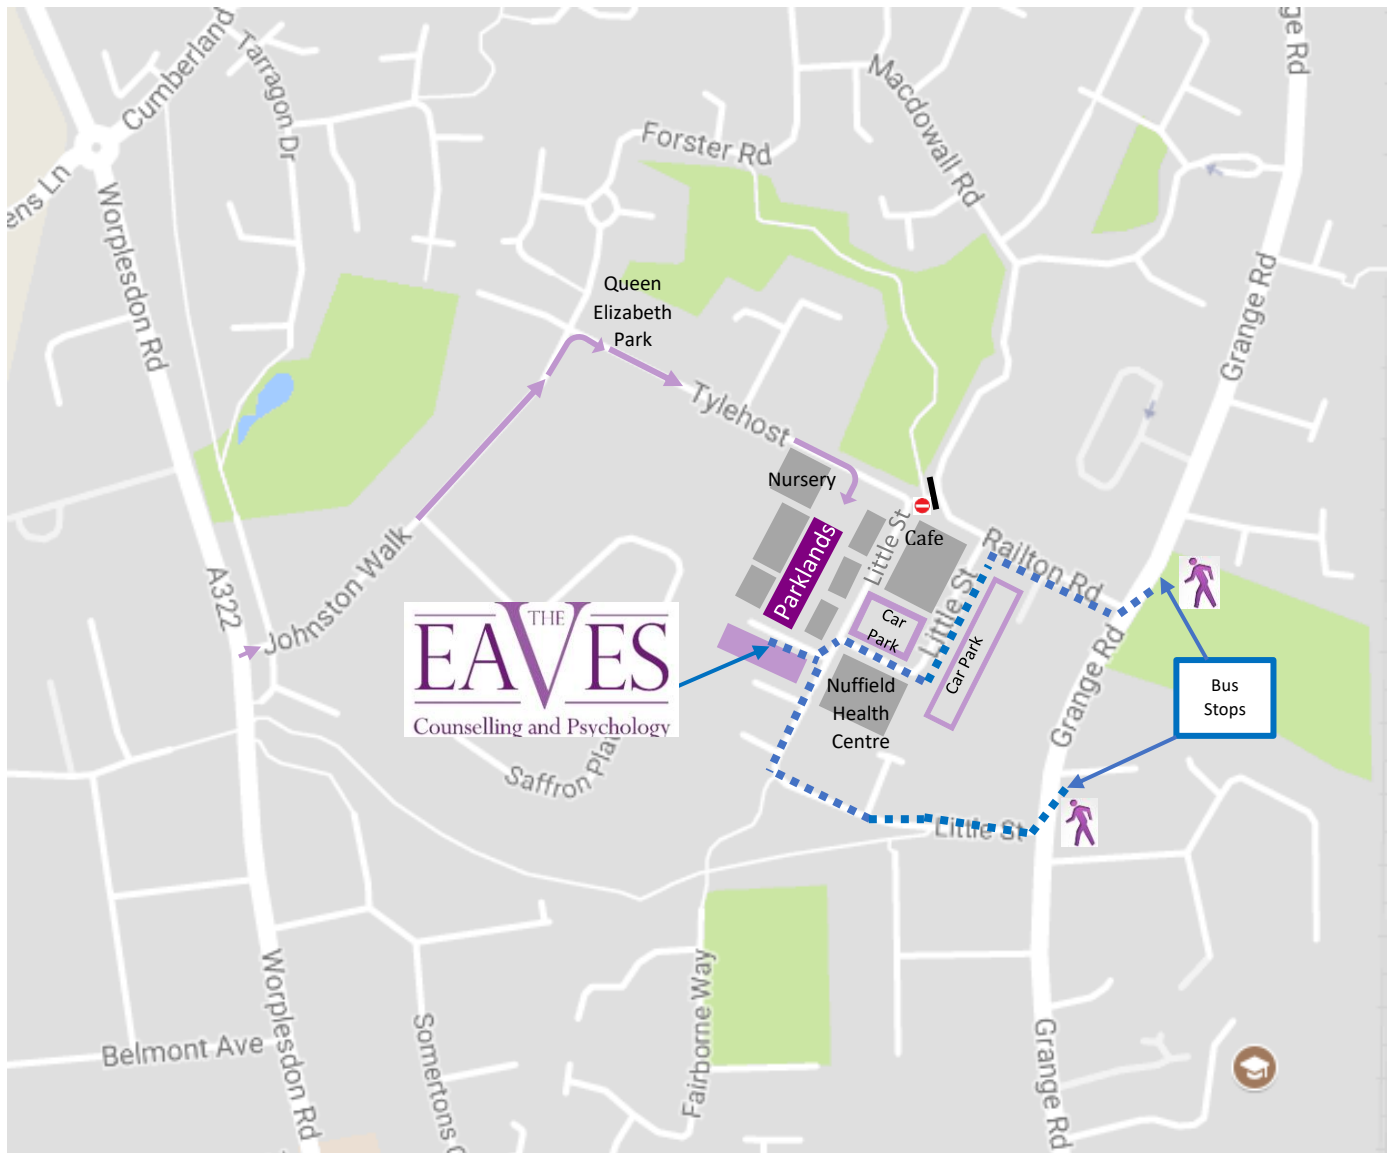 Cumberland
Tarragon Dr
ge Rd
Macdowall Rd
Forster Rd
ens Ln
Worplesdon Rd
Queen
Elizabeth
Park
Grange Rd
Tylehost
Nursery
Parklands
Little St
Cafe
Railton Rd
A322
Johnston Walk
Car
Park
Little St
Car Park
Grange Rd
THE
EAVES
Counselling and Psychology
Nuffield
Health
Centre
Bus
Stops
Saffron Pla
Little St
Worplesdon Rd
Belmont Ave
Somertons
Fairborne Way
Grange Rd